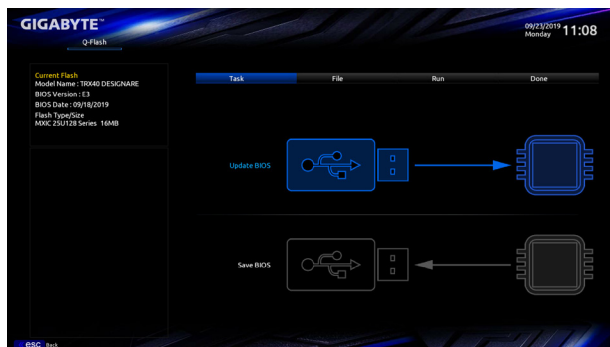 GIGABYTE™
09/23/2019 Monday 11:08
Q-Flash
Current Flash
Model Name : TRX40 DESIGNARE
BIOS Version : E3
BIOS Date : 09/18/2019
Flash Type/Size
MXIC 25U128 Series 16MB
Task File Run Done
Update BIOS
Save BIOS
esc Back